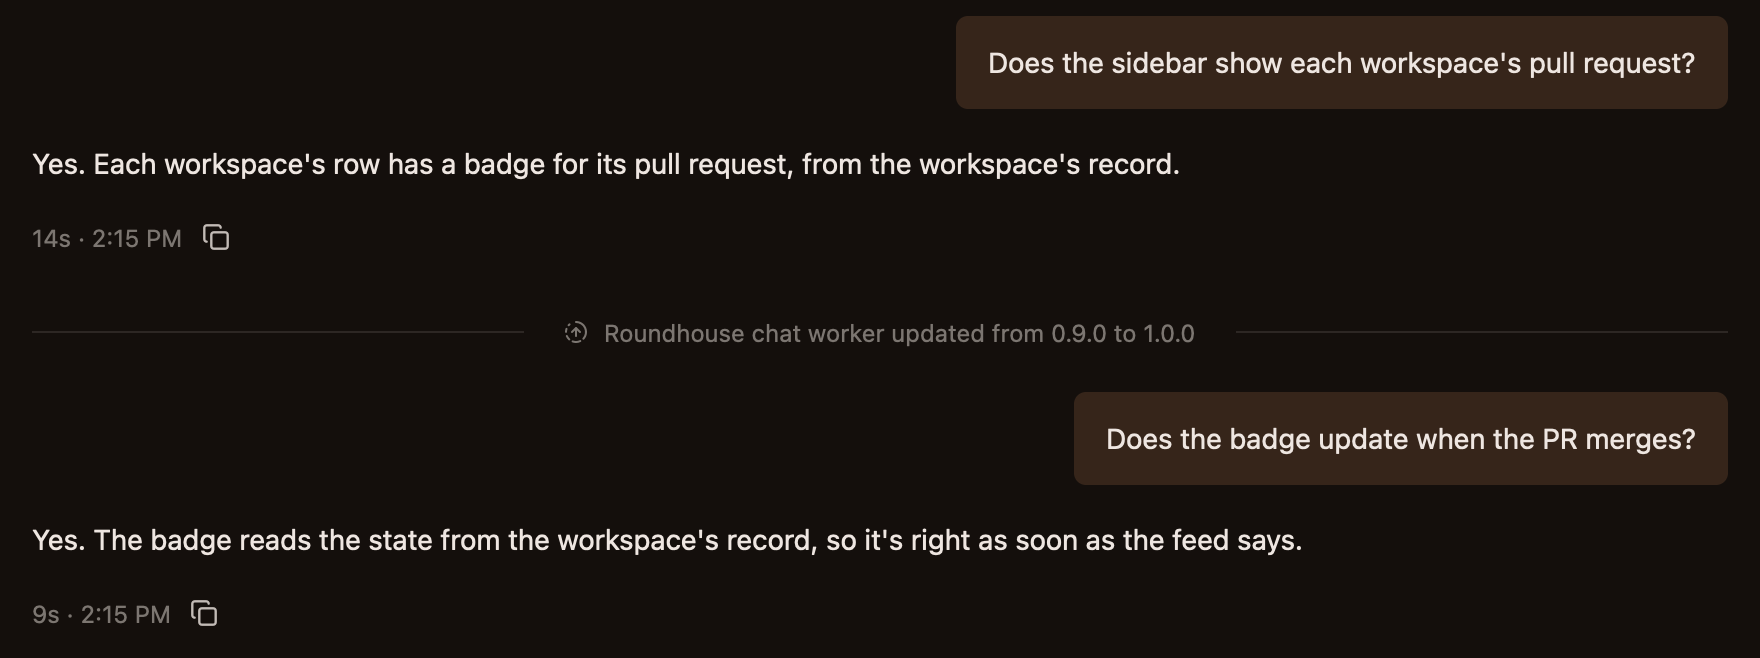 Does the sidebar show each workspace's pull request?
Yes. Each workspace's row has a badge for its pull request, from the workspace's record.
14s · 2:15 PM
Roundhouse chat worker updated from 0.9.0 to 1.0.0
Does the badge update when the PR merges?
Yes. The badge reads the state from the workspace's record, so it's right as soon as the feed says.
9s · 2:15 PM